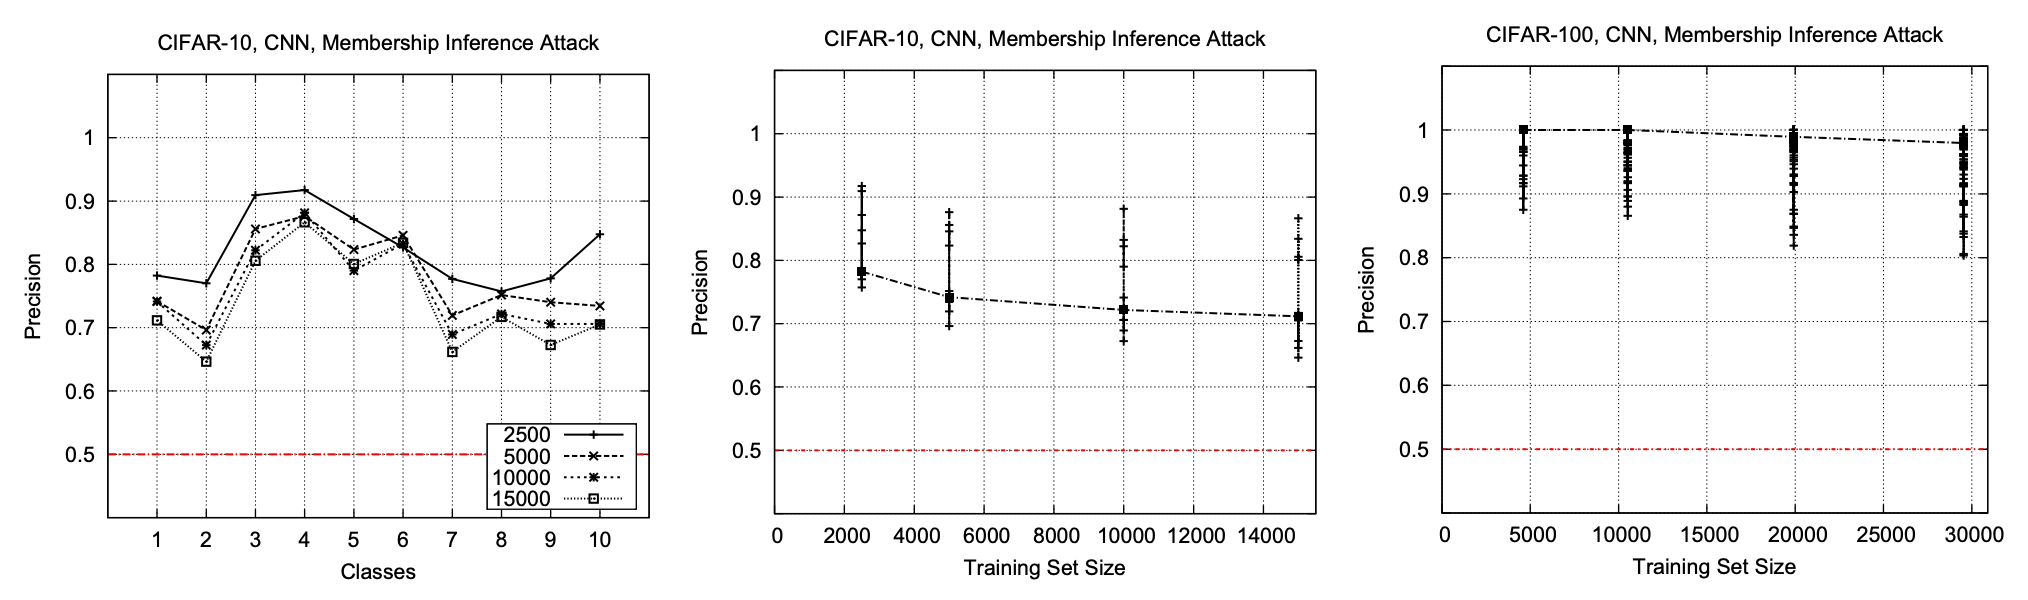 CIFAR-10, CNN, Membership Inference Attack
1
0.9
0.8
0.7
0.6
0.5
Precision
2500
5000
10000
15000
1 2 3 4 5 6 7 8 9 10
Classes
CIFAR-10, CNN, Membership Inference Attack
1
0.9
0.8
0.7
0.6
0.5
Precision
0 2000 4000 6000 8000 10000 12000 14000
Training Set Size
CIFAR-100, CNN, Membership Inference Attack
1
0.9
0.8
0.7
0.6
0.5
Precision
0 5000 10000 15000 20000 25000 30000
Training Set Size